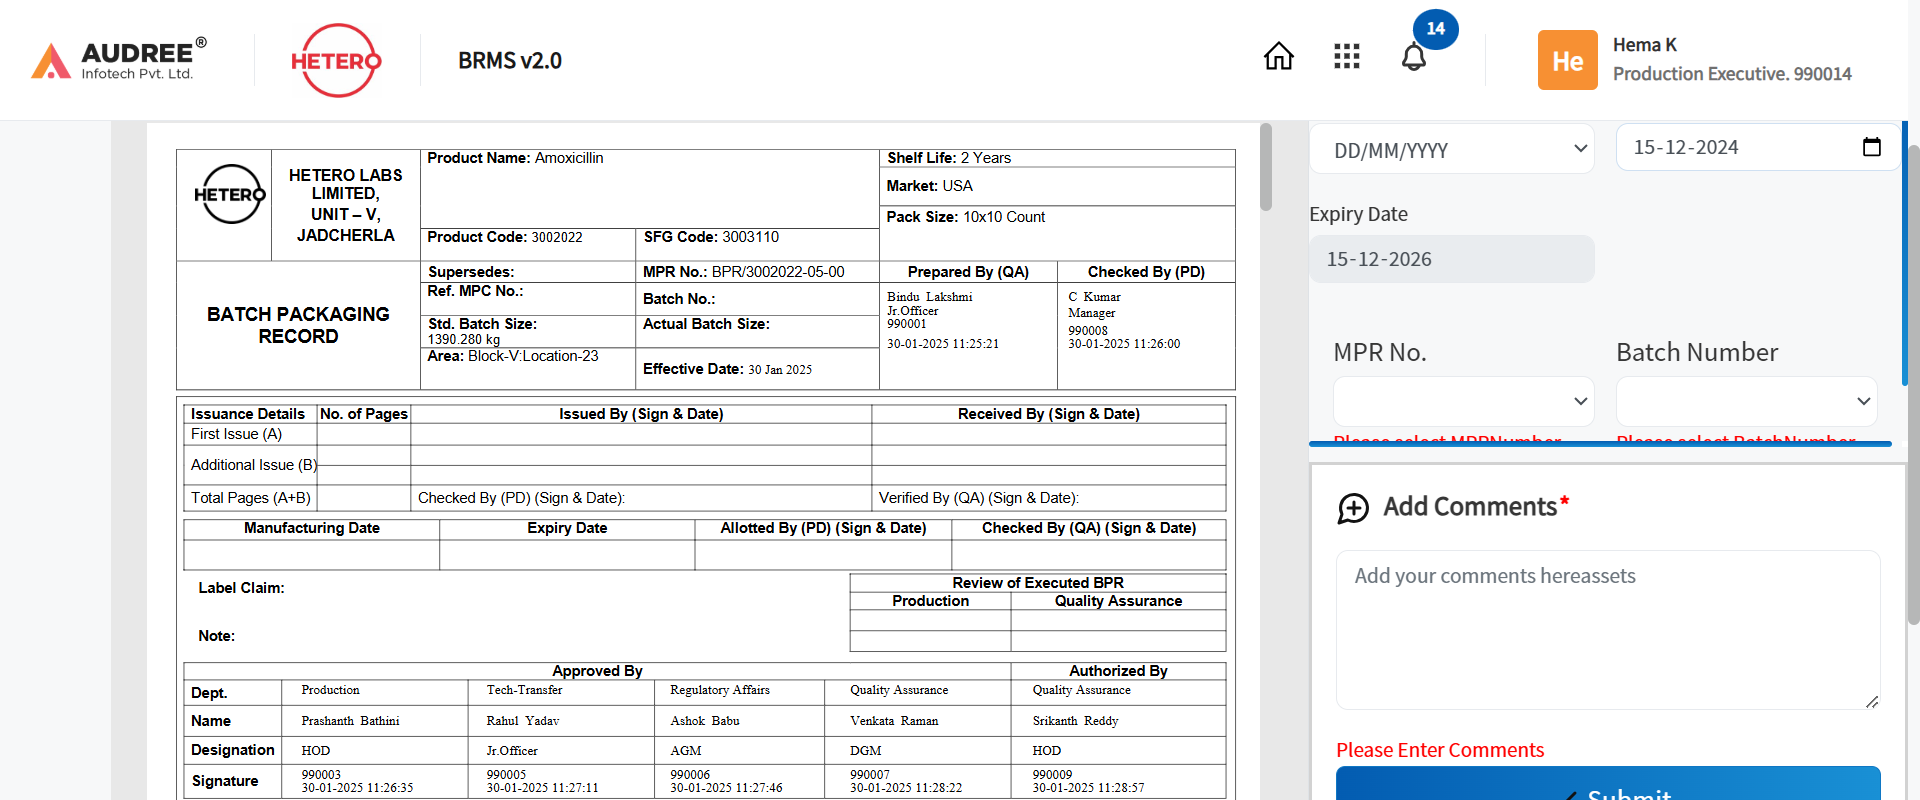 AUDREE®
Infotech Pvt. Ltd.
HETERO
BRMS v2.0
14
He
Hema K
Production Executive. 990014
HETERO
HETERO LABS
LIMITED,
UNIT – V,
JADCHERLA
Product Name: Amoxicillin
Shelf Life: 2 Years
Market: USA
Pack Size: 10x10 Count
Product Code: 3002022
SFG Code: 3003110
BATCH PACKAGING
RECORD
Supersedes:
MPR No.: BPR/3002022-05-00
Prepared By (QA)
Checked By (PD)
Ref. MPC No.:
Batch No.:
Bindu Lakshmi
Jr.Officer
990001
30-01-2025 11:25:21
C Kumar
Manager
990008
30-01-2025 11:26:00
Std. Batch Size:
1390.280 kg
Actual Batch Size:
Area: Block-V:Location-23
Effective Date: 30 Jan 2025
Issuance Details
No. of Pages
Issued By (Sign & Date)
Received By (Sign & Date)
First Issue (A)
Additional Issue (B)
Total Pages (A+B)
Checked By (PD) (Sign & Date):
Verified By (QA) (Sign & Date):
Manufacturing Date
Expiry Date
Allotted By (PD) (Sign & Date)
Checked By (QA) (Sign & Date)
Label Claim:
Note:
Review of Executed BPR
Production
Quality Assurance
Approved By
Authorized By
Dept.
Production
Tech-Transfer
Regulatory Affairs
Quality Assurance
Quality Assurance
Name
Prashanth Bathini
Rahul Yadav
Ashok Babu
Venkata Raman
Srikanth Reddy
Designation
HOD
Jr.Officer
AGM
DGM
HOD
Signature
990003
30-01-2025 11:26:35
990005
30-01-2025 11:27:11
990006
30-01-2025 11:27:46
990007
30-01-2025 11:28:22
990009
30-01-2025 11:28:57
DD/MM/YYYY
15-12-2024
Expiry Date
15-12-2026
MPR No.
Batch Number
Please select MPRNumber
Please select BatchNumber
Add Comments*
Add your comments hereassets
Please Enter Comments
Submit